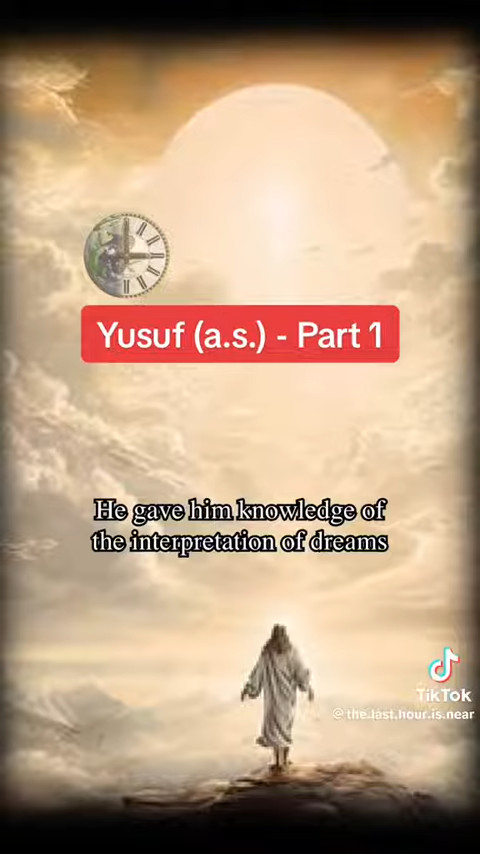 Yusuf (a.s.) - Part 1
He gave him knowledge of
the interpretation of dreams
TikTok
@the.last.hour.is.near